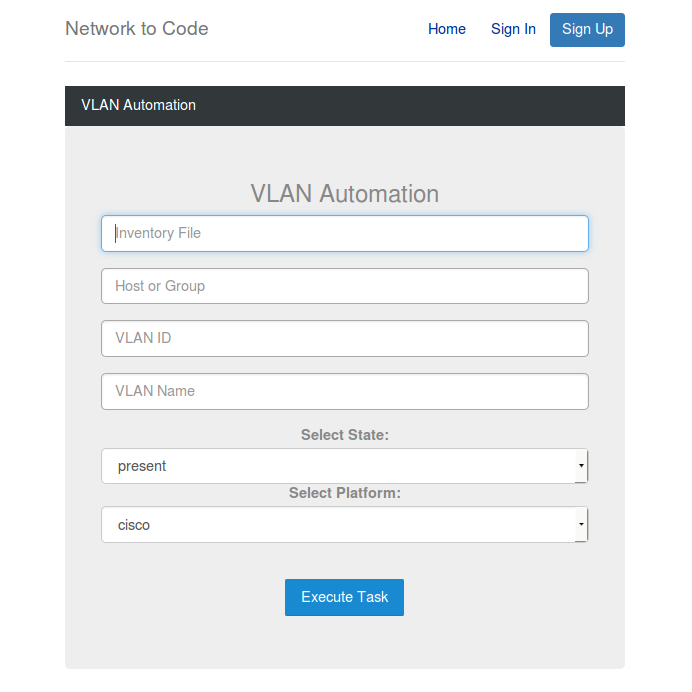 Network to Code
Home Sign In Sign Up
VLAN Automation
VLAN Automation
Inventory File
Host or Group
VLAN ID
VLAN Name
Select State:
present
Select Platform:
cisco
Execute Task